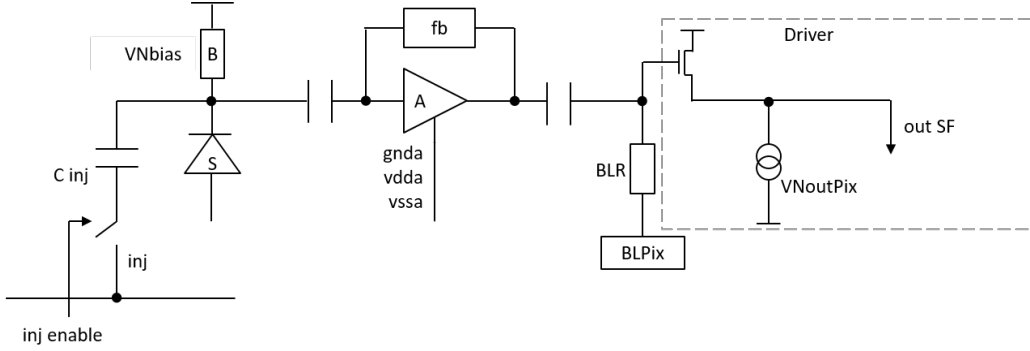 fb
Driver
VNbias
B
A
out SF
gnda
vdda
vssa
S
C inj
BLR
VNoutPix
BLPix
inj
inj enable